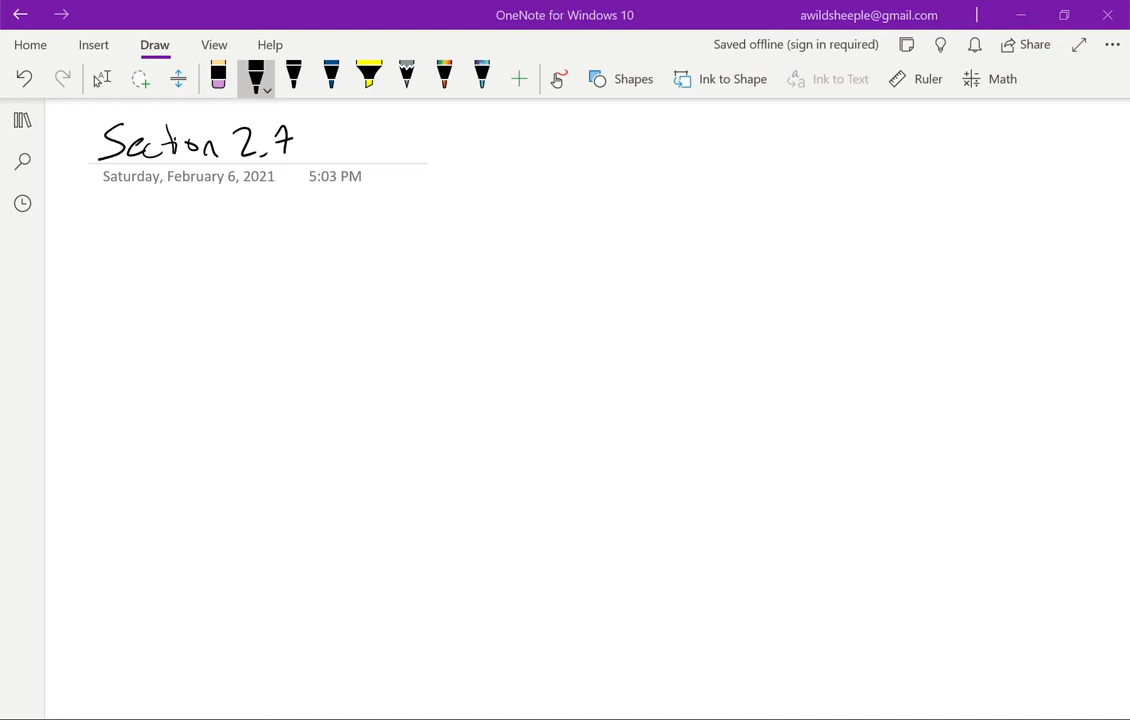 OneNote for Windows 10
awildsheeple@gmail.com
Home Insert Draw View Help
Saved offline (sign in required)
Share
Shapes
Ink to Shape
Ink to Text
Ruler
Math
Section 2.7
Saturday, February 6, 2021 5:03 PM